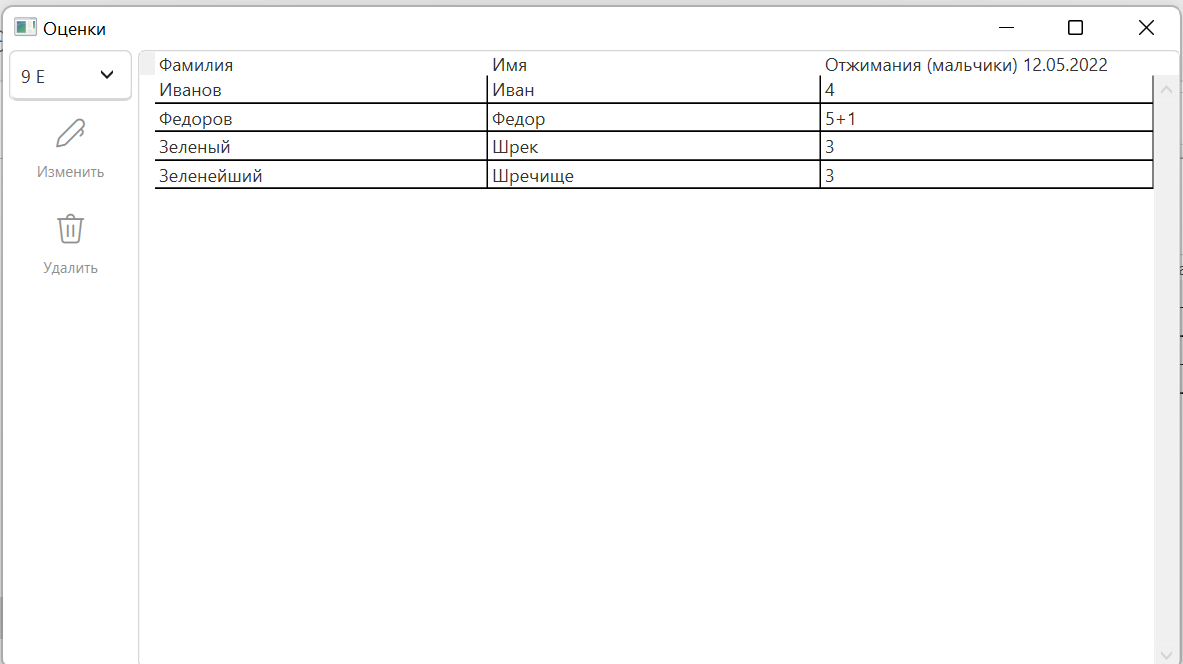 Оценки
9 Е
Изменить
Удалить
Фамилия Имя Отжимания (мальчики) 12.05.2022
Иванов Иван 4
Федоров Федор 5+1
Зеленый Шрек 3
Зеленейший Шречище 3